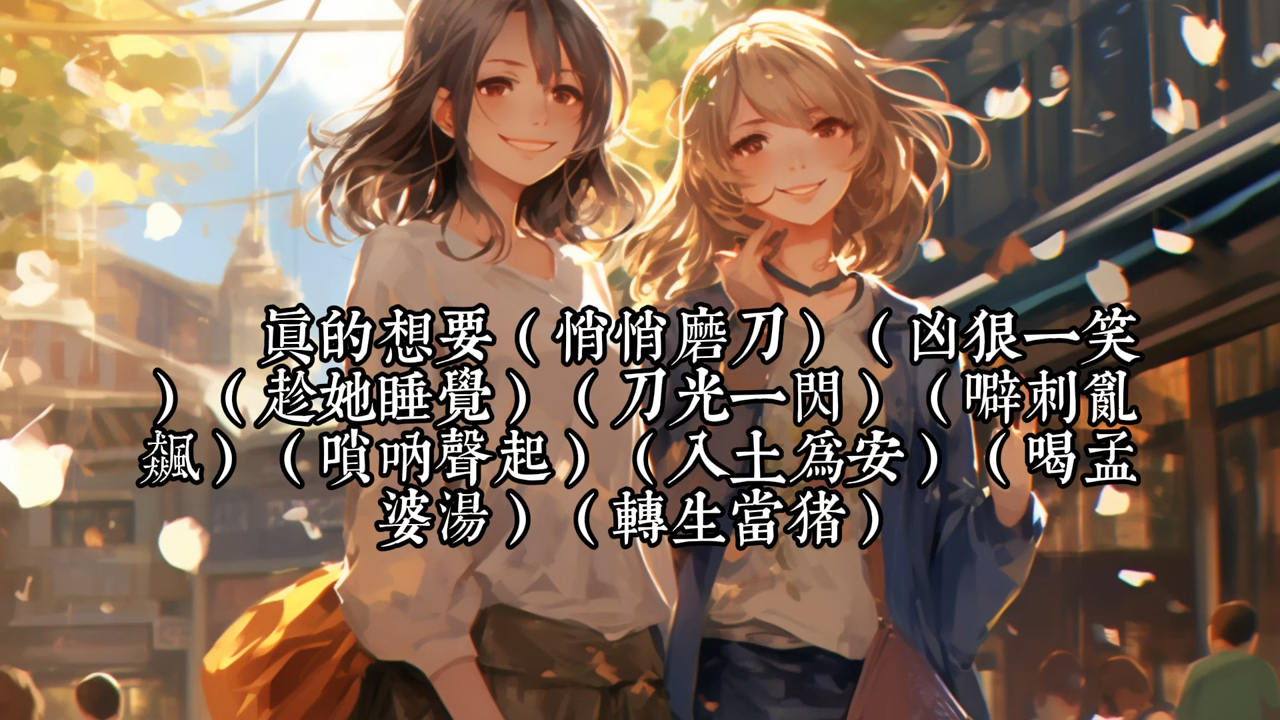 眞的想要（悄悄磨刀）（凶狠一笑
）（趁她睡覺）（刀光一閃）（噼刺亂
飆）（嗩吶聲起）（入土爲安）（喝孟
婆湯）（轉生當猪）